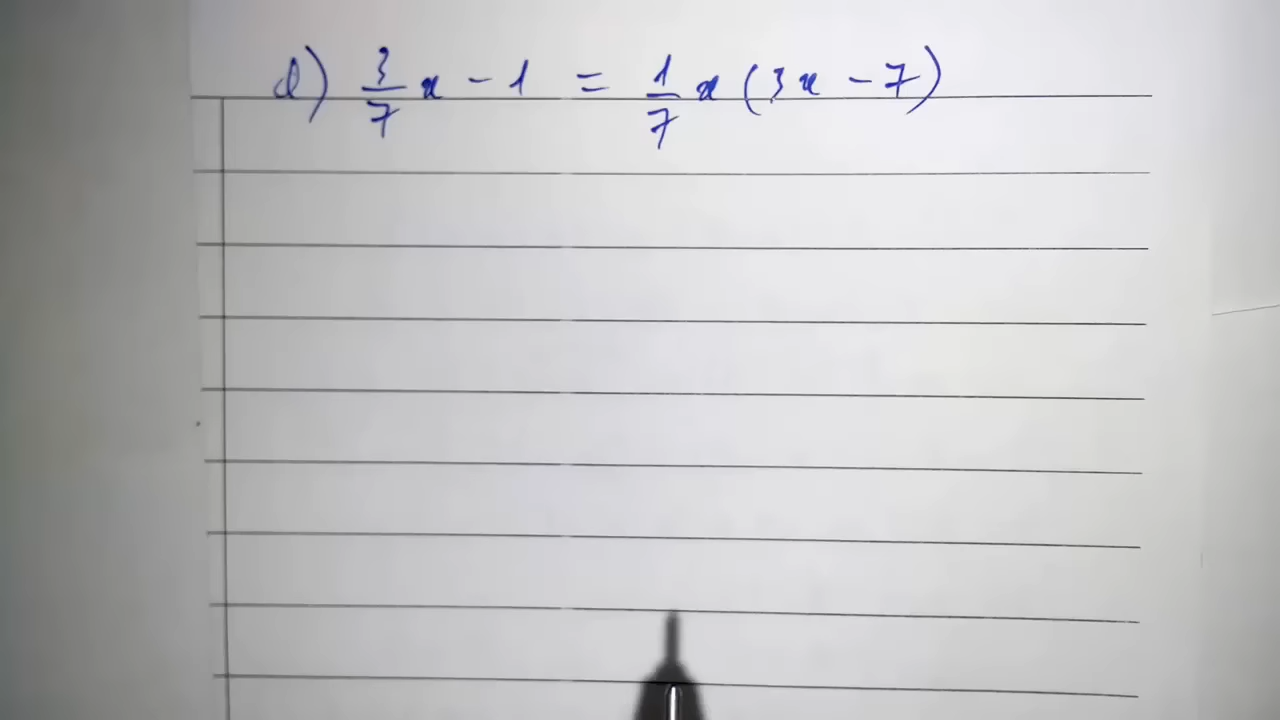 d) 3/7 x - 1 = 1/7 x (3x - 7)